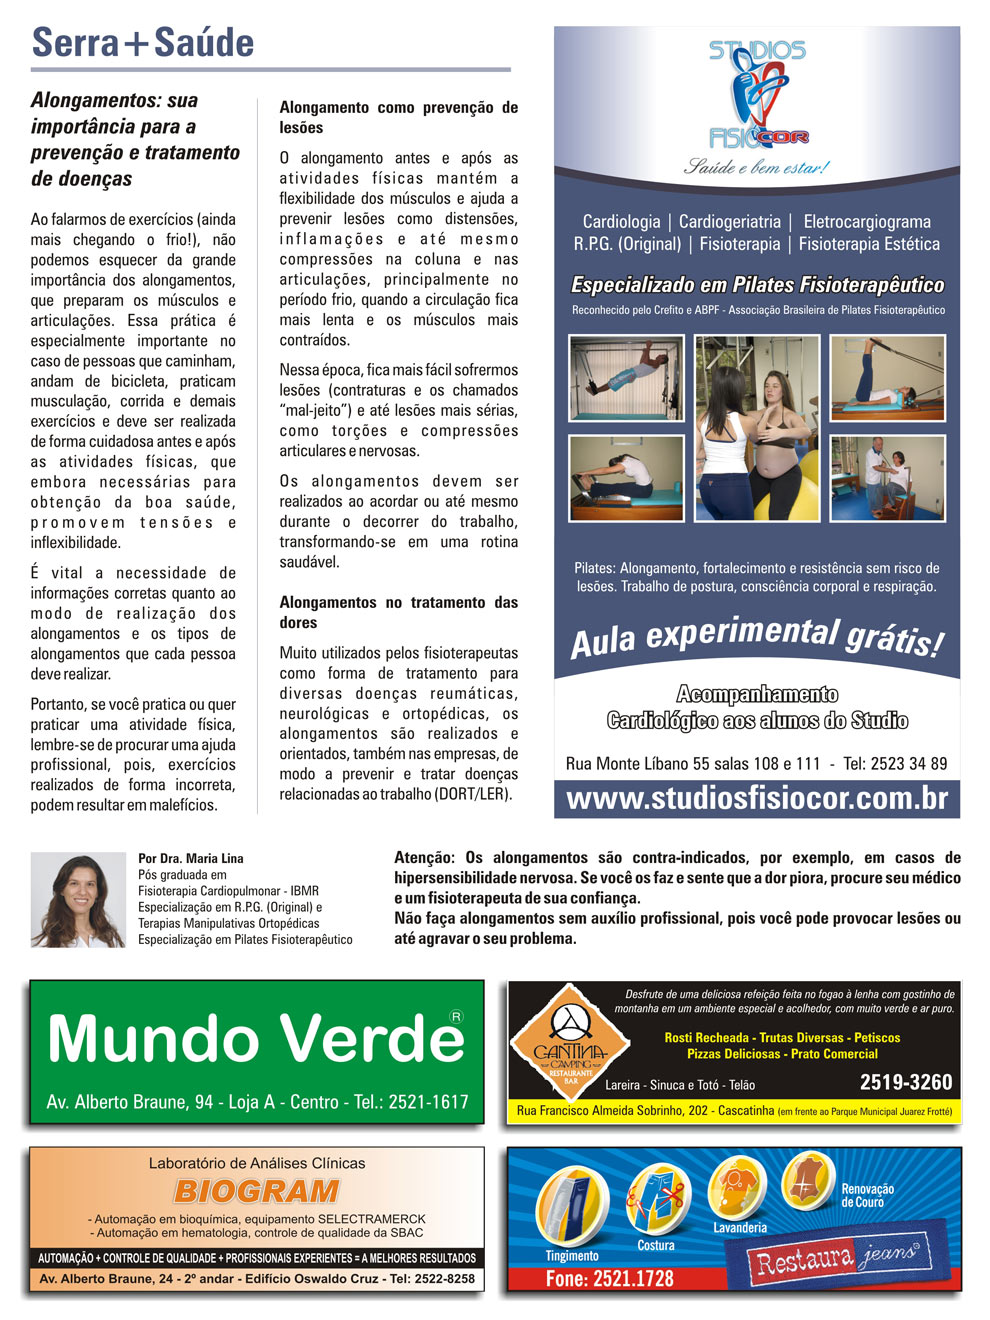 Serra+Saúde
Alongamentos: sua
importância para a
prevenção e tratamento
de doenças
Ao falarmos de exercícios (ainda
mais chegando o frio!), não
podemos esquecer da grande
importância dos alongamentos,
que preparam os músculos e
articulações. Essa prática é
especialmente importante no
caso de pessoas que caminham,
andam de bicicleta, praticam
musculação, corrida e demais
exercícios e deve ser realizada
de forma cuidadosa antes e após
as atividades físicas, que
embora necessárias para
obtenção da boa saúde,
promovem tensões e
inflexibilidade.
É vital a necessidade de
informações corretas quanto ao
modo de realização dos
alongamentos e os tipos de
alongamentos que cada pessoa
deve realizar.
Portanto, se você pratica ou quer
praticar uma atividade física,
lembre-se de procurar uma ajuda
profissional, pois, exercícios
realizados de forma incorreta,
podem resultar em malefícios.
Alongamento como prevenção de
lesões
O alongamento antes e após as
atividades físicas mantém a
flexibilidade dos músculos e ajuda a
prevenir lesões como distensões,
inflamações e até mesmo
compressões na coluna e nas
articulações, principalmente no
período frio, quando a circulação fica
mais lenta e os músculos mais
contraídos.
Nessa época, fica mais fácil sofrermos
lesões (contraturas e os chamados
“mal-jeito”) e até lesões mais sérias,
como torções e compressões
articulares e nervosas.
Os alongamentos devem ser
realizados ao acordar ou até mesmo
durante o decorrer do trabalho,
transformando-se em uma rotina
saudável.
Alongamentos no tratamento das
dores
Muito utilizados pelos fisioterapeutas
como forma de tratamento para
diversas doenças reumáticas,
neurológicas e ortopédicas, os
alongamentos são realizados e
orientados, também nas empresas, de
modo a prevenir e tratar doenças
relacionadas ao trabalho (DORT/LER).
STUDIOS
FISIOCOR
Saúde e bem estar!
Cardiologia | Cardiogeriatria | Eletrocargiograma
R.P.G. (Original) | Fisioterapia | Fisioterapia Estética
Especializado em Pilates Fisioterapêutico
Reconhecido pelo Crefito e ABPF - Associação Brasileira de Pilates Fisioterapêutico
Pilates: Alongamento, fortalecimento e resistência sem risco de
lesões. Trabalho de postura, consciência corporal e respiração.
Aula experimental grátis!
Acompanhamento
Cardiológico aos alunos do Studio
Rua Monte Líbano 55 salas 108 e 111 - Tel: 2523 34 89
www.studiosfisiocor.com.br
Por Dra. Maria Lina
Pós graduada em
Fisioterapia Cardiopulmonar - IBMR
Especialização em R.P.G. (Original) e
Terapias Manipulativas Ortopédicas
Especialização em Pilates Fisioterapêutico
Atenção: Os alongamentos são contra-indicados, por exemplo, em casos de
hipersensibilidade nervosa. Se você os faz e sente que a dor piora, procure seu médico
e um fisioterapeuta de sua confiança.
Não faça alongamentos sem auxílio profissional, pois você pode provocar lesões ou
até agravar o seu problema.
Mundo Verde®
Av. Alberto Braune, 94 - Loja A - Centro - Tel.: 2521-1617
Desfrute de uma deliciosa refeição feita no fogao à lenha com gostinho de
montanha em um ambiente especial e acolhedor, com muito verde e ar puro.
CANTINA
CAMPING
RESTAURANTE
BAR
Rosti Recheada - Trutas Diversas - Petiscos
Pizzas Deliciosas - Prato Comercial
Lareira - Sinuca e Totó - Telão 2519-3260
Rua Francisco Almeida Sobrinho, 202 - Cascatinha (em frente ao Parque Municipal Juarez Frotté)
Laboratório de Análises Clínicas
BIOGRAM
- Automação em bioquímica, equipamento SELECTRAMERCK
- Automação em hematologia, controle de qualidade da SBAC
AUTOMAÇÃO + CONTROLE DE QUALIDADE + PROFISSIONAIS EXPERIENTES = A MELHORES RESULTADOS
Av. Alberto Braune, 24 - 2º andar - Edifício Oswaldo Cruz - Tel: 2522-8258
Tingimento
Costura
Lavanderia
Renovação
de Couro
Restaura jeans®
Fone: 2521.1728